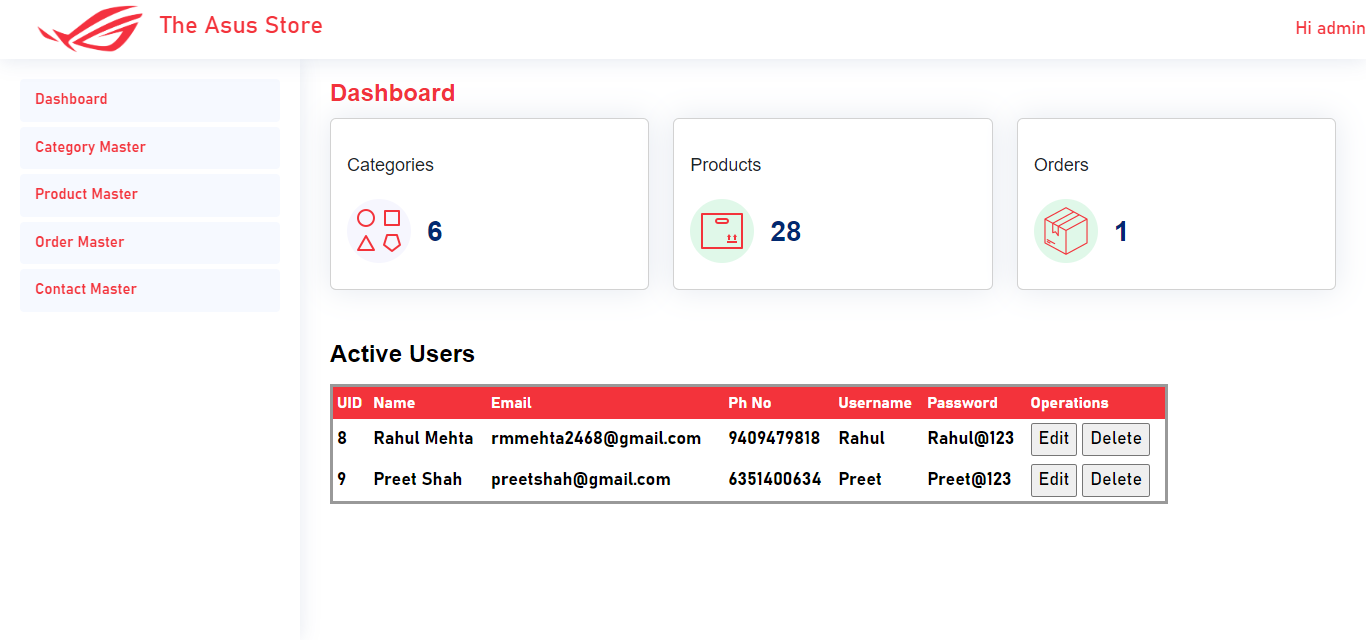 The Asus Store
Hi admin
Dashboard
Category Master
Product Master
Order Master
Contact Master
Dashboard
Categories
6
Products
28
Orders
1
Active Users
UID Name Email Ph No Username Password Operations
8 Rahul Mehta rmmehta2468@gmail.com 9409479818 Rahul Rahul@123 Edit Delete
9 Preet Shah preetshah@gmail.com 6351400634 Preet Preet@123 Edit Delete